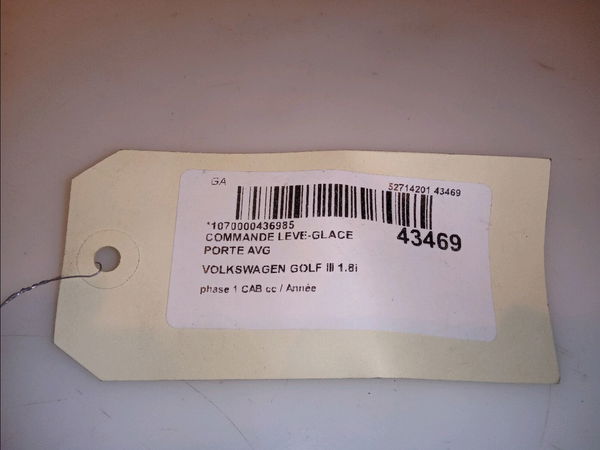 GA
52714201 43469
*1070000436985
COMMANDE LEVE-GLACE
43469
PORTE AVG
VOLKSWAGEN GOLF III 1.8i
phase 1 CAB cc / Année